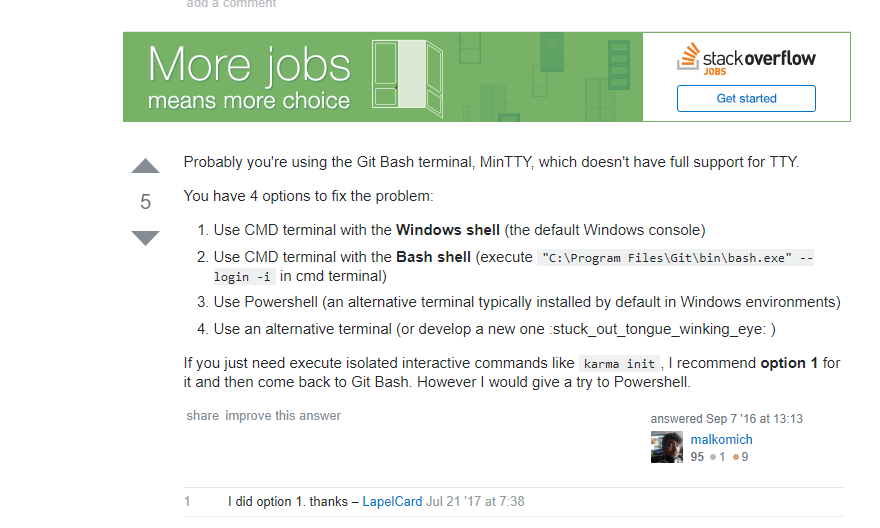 add a comment
More jobs
means more choice
stackoverflow
JOBS
Get started
Probably you're using the Git Bash terminal, MinTTY, which doesn't have full support for TTY.
5
You have 4 options to fix the problem:
1. Use CMD terminal with the Windows shell (the default Windows console)
2. Use CMD terminal with the Bash shell (execute "C:\Program Files\Git\bin\bash.exe" --
login -i in cmd terminal)
3. Use Powershell (an alternative terminal typically installed by default in Windows environments)
4. Use an alternative terminal (or develop a new one :stuck_out_tongue_winking_eye: )
If you just need execute isolated interactive commands like karma init , I recommend option 1 for
it and then come back to Git Bash. However I would give a try to Powershell.
share improve this answer
answered Sep 7 '16 at 13:13
malkomich
95 ●1 ●9
1 I did option 1. thanks – LapelCard Jul 21 '17 at 7:38